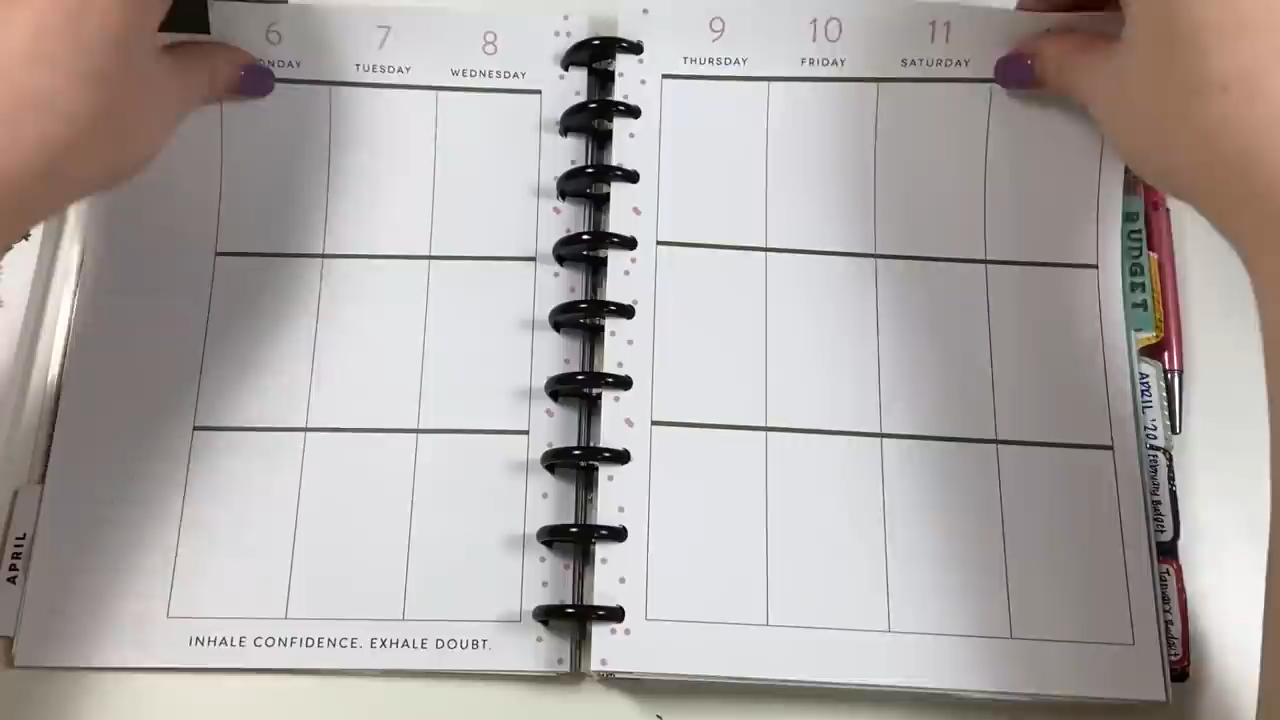 6 7 8 9 10 11
ONDAY TUESDAY WEDNESDAY THURSDAY FRIDAY SATURDAY
INHALE CONFIDENCE. EXHALE DOUBT.
APRIL
BUDGET
APRIL '20
February Budget
January Budget